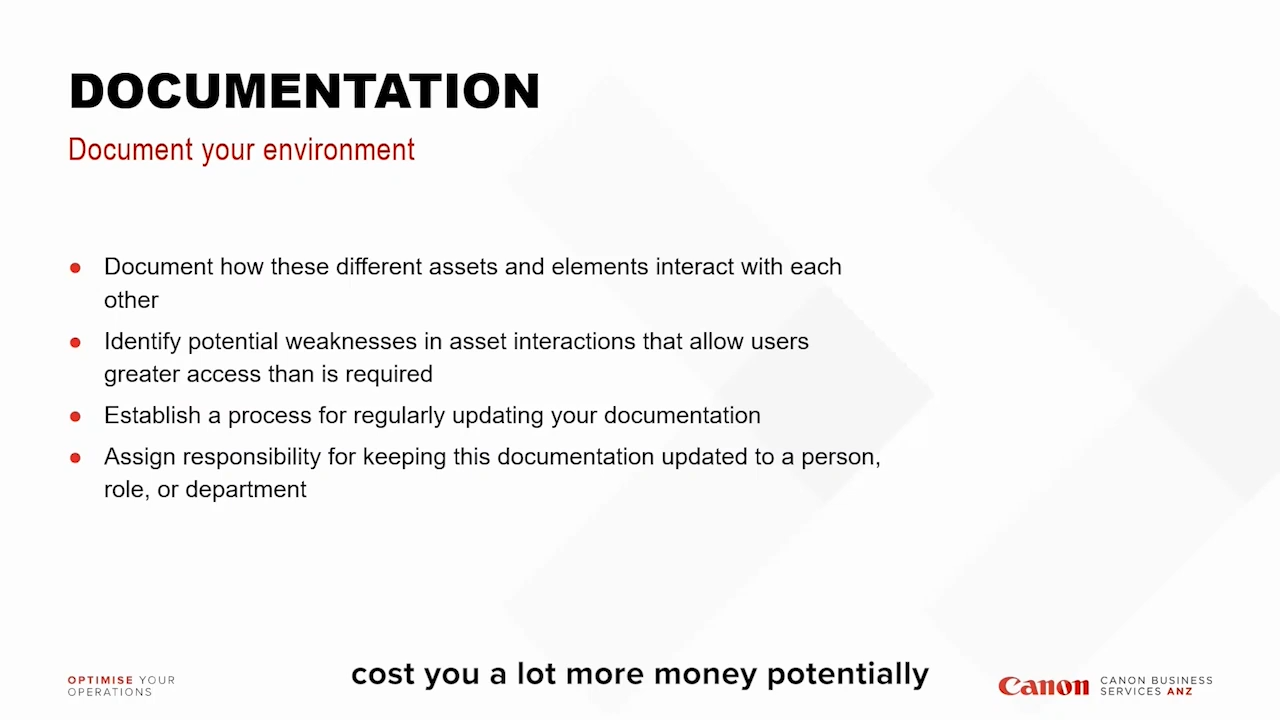 DOCUMENTATION
Document your environment
● Document how these different assets and elements interact with each
other
● Identify potential weaknesses in asset interactions that allow users
greater access than is required
● Establish a process for regularly updating your documentation
● Assign responsibility for keeping this documentation updated to a person,
role, or department
cost you a lot more money potentially
OPTIMISE YOUR
OPERATIONS
Canon CANON BUSINESS
SERVICES ANZ